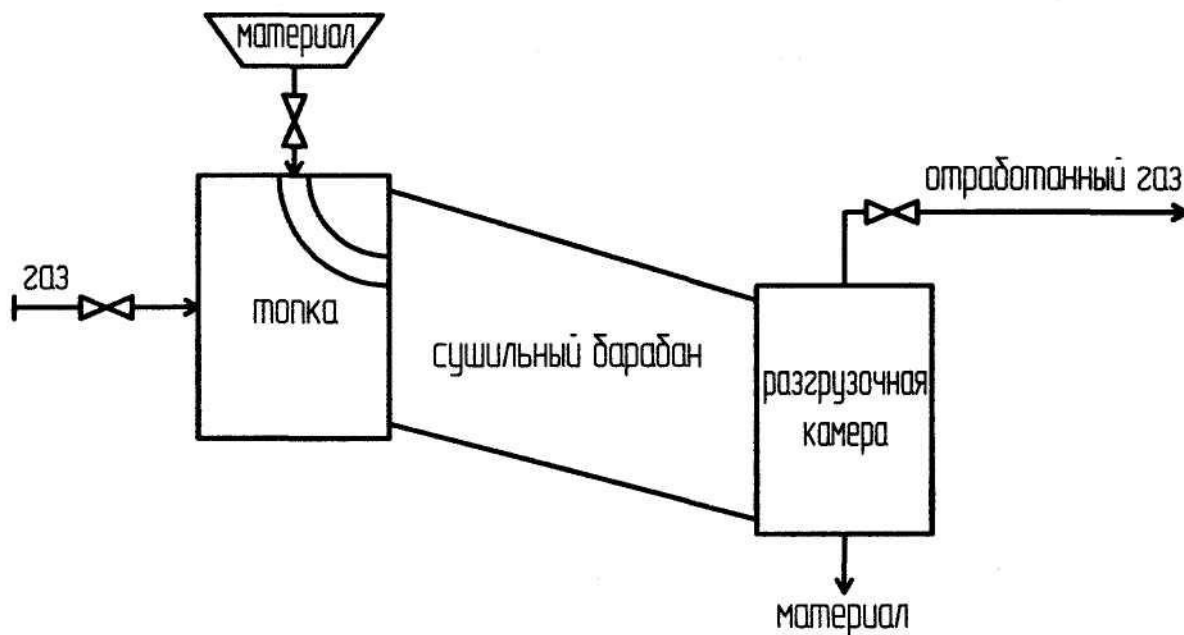 материал
отработанный газ
газ
топка
сушильный барабан
разгрузочная
камера
материал